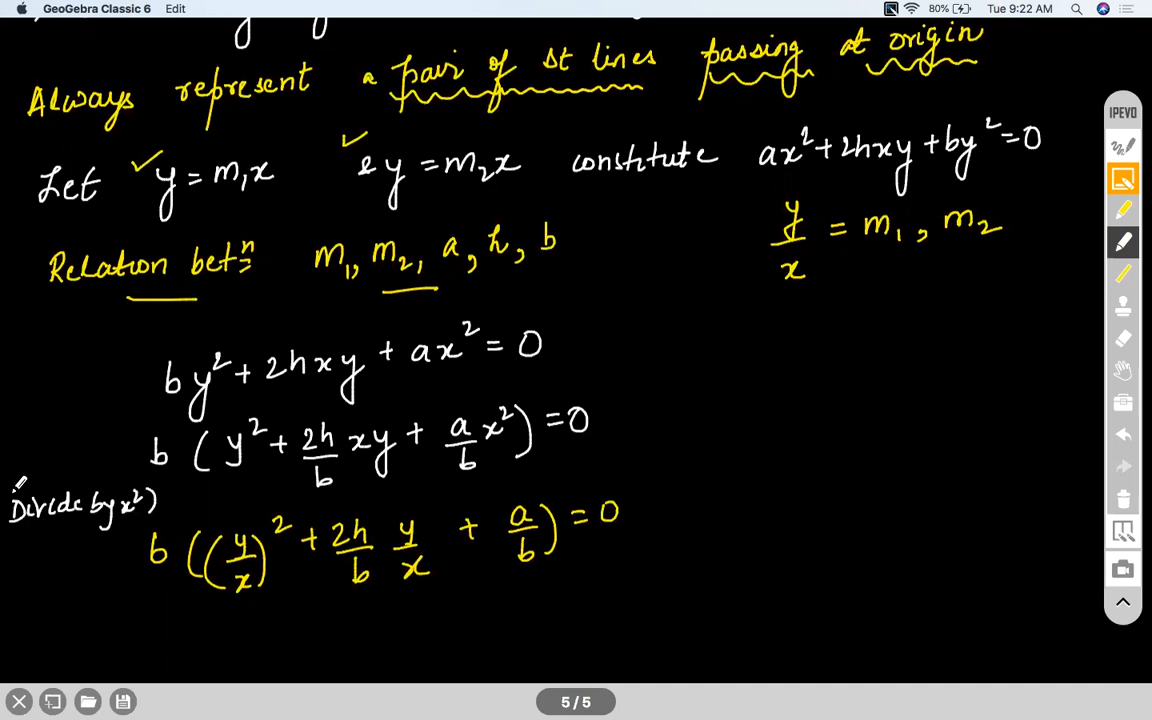 GeoGebra Classic 6 Edit 80% Tue 9:22 AM
Always represent a pair of st lines passing at origin
Let y = m₁x & y = m₂x constitute ax² + 2hxy + by² = 0
y/x = m₁, m₂
Relation betⁿ m₁, m₂, a, h, b
by² + 2hxy + ax² = 0
b (y² + 2h/b xy + a/b x²) = 0
Divide by x²)
b ((y/x)² + 2h/b y/x + a/b) = 0
IPEVO
5 / 5